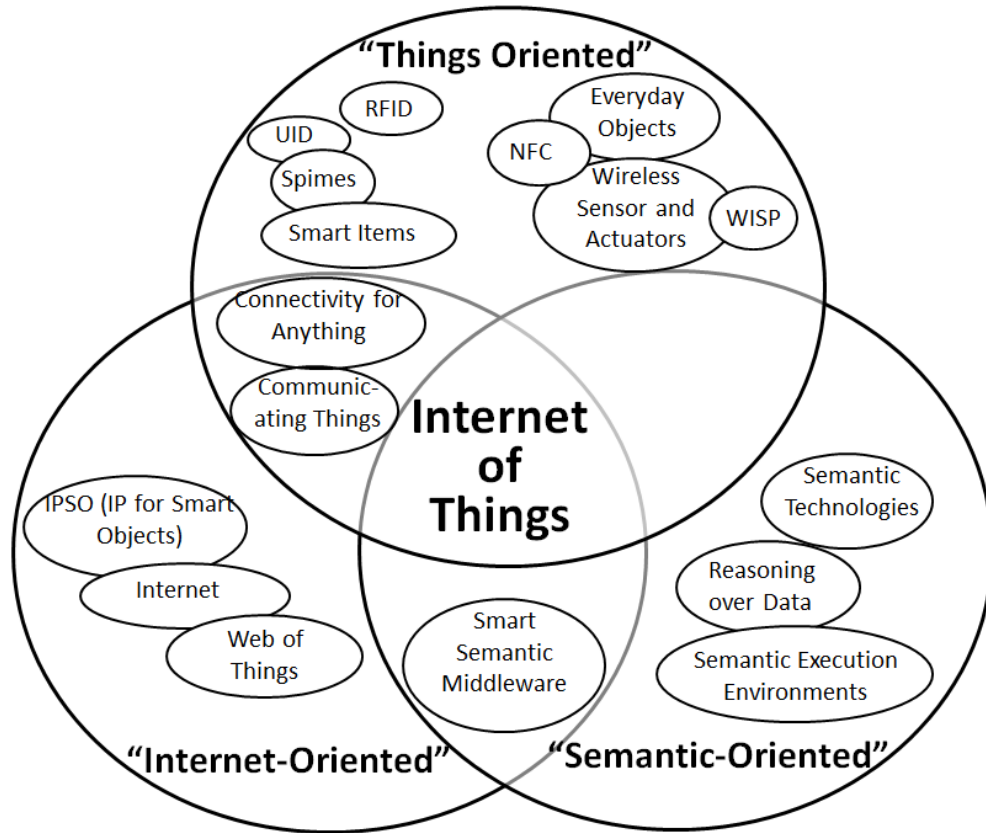 “Things Oriented”
RFID
UID
Spimes
Smart Items
Everyday
Objects
NFC
Wireless
Sensor and
Actuators
WISP
Connectivity for
Anything
Communic-
ating Things
Internet
of
Things
IPSO (IP for Smart
Objects)
Internet
Web of
Things
Smart
Semantic
Middleware
Semantic
Technologies
Reasoning
over Data
Semantic Execution
Environments
“Internet-Oriented”
“Semantic-Oriented”